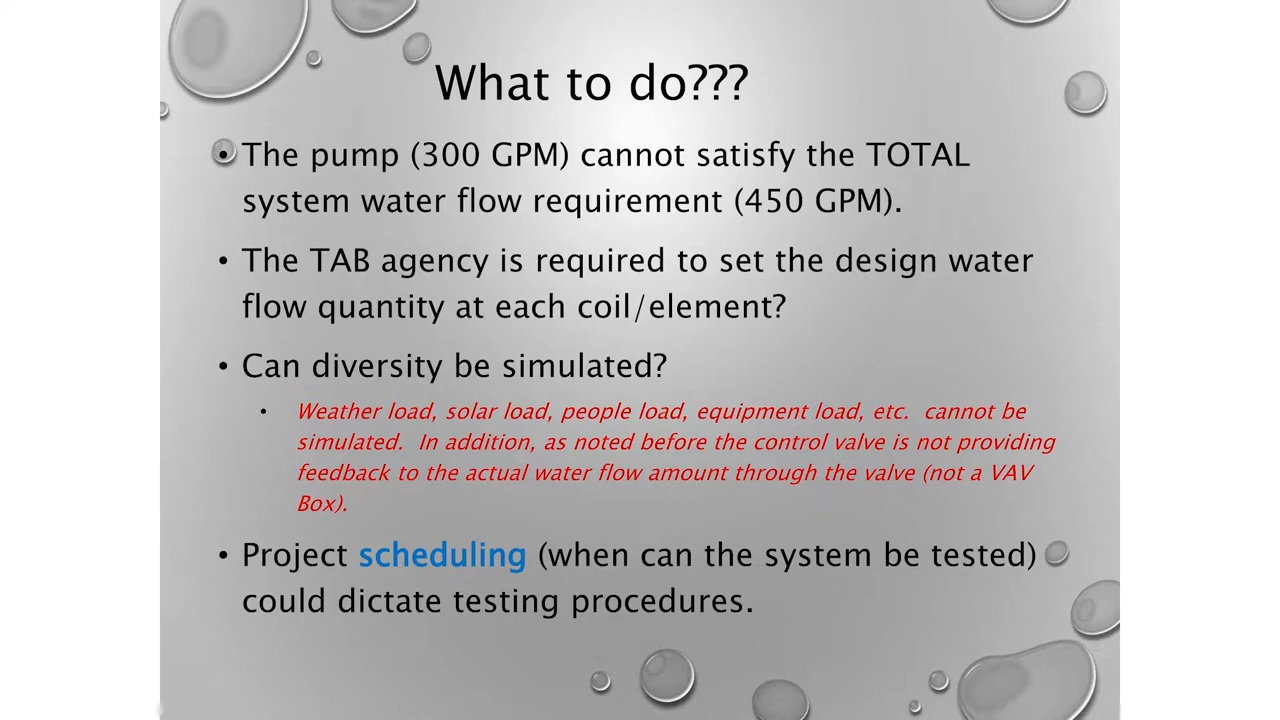 What to do???
• The pump (300 GPM) cannot satisfy the TOTAL
system water flow requirement (450 GPM).
• The TAB agency is required to set the design water
flow quantity at each coil/element?
• Can diversity be simulated?
• Weather load, solar load, people load, equipment load, etc.  cannot be
simulated.  In addition, as noted before the control valve is not providing
feedback to the actual water flow amount through the valve (not a VAV
Box).
• Project scheduling (when can the system be tested)
could dictate testing procedures.